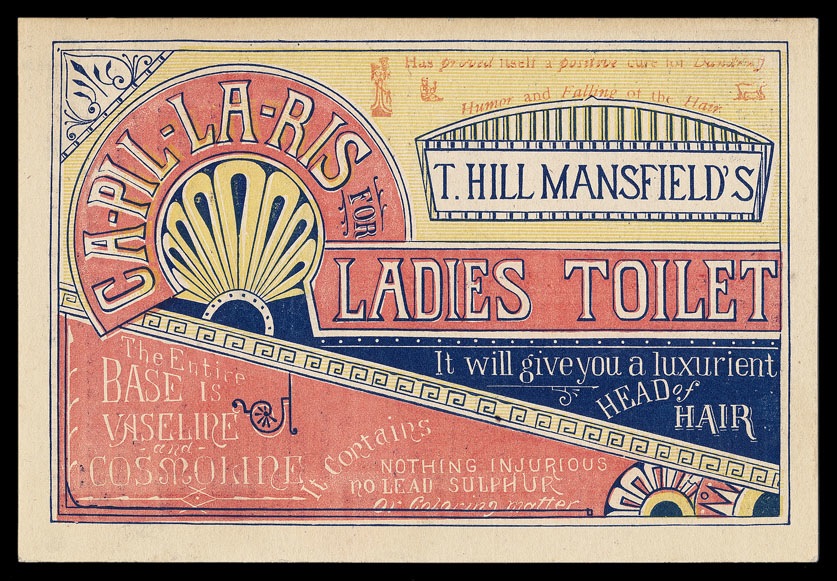 Has proved itself a positive cure for Dandruff
Humor and Falling of the Hair
CA-PIL-LA-RIS
FOR
T. HILL MANSFIELD'S
LADIES TOILET
It will give you a luxurient
HEAD of
HAIR
The Entire
BASE IS
VASELINE
-and-
COSMOLINE
It Contains
NOTHING INJURIOUS
NO LEAD SULPHUR
Or Coloring matter